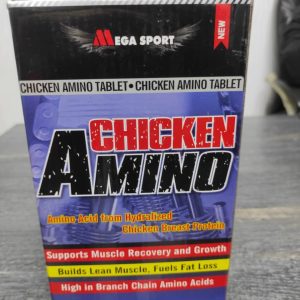 MEGA SPORT
NEW
CHICKEN AMINO TABLET • CHICKEN AMINO TABLET
CHICKEN
AMINO
Amino Acid from Hydralized
Chicken Breast Protein
Supports Muscle Recovery and Growth
Builds Lean Muscle, Fuels Fat Loss
High in Branch Chain Amino Acids